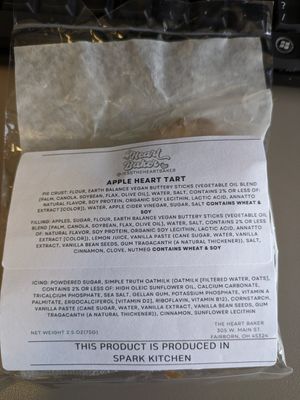 The Heart Baker
@JESSTHEHEARTBAKER
APPLE HEART TART
PIE CRUST: FLOUR, EARTH BALANCE VEGAN BUTTERY STICKS (VEGETABLE OIL BLEND
[PALM, CANOLA, SOYBEAN, FLAX, OLIVE OIL], WATER, SALT, CONTAINS 2% OR LESS OF:
NATURAL FLAVOR, SOY PROTEIN, ORGANIC SOY LECITHIN, LACTIC ACID, ANNATTO
EXTRACT [COLOR]), WATER, APPLE CIDER VINEGAR, SUGAR, SALT CONTAINS WHEAT &
SOY
FILLING: APPLES, SUGAR, FLOUR, EARTH BALANCE VEGAN BUTTERY STICKS (VEGETABLE OIL
BLEND [PALM, CANOLA, SOYBEAN, FLAX, OLIVE OIL], WATER, SALT, CONTAINS 2% OR LESS
OF: NATURAL FLAVOR, SOY PROTEIN, ORGANIC SOY LECITHIN, LACTIC ACID, ANNATTO
EXTRACT [COLOR]), LEMON JUICE, VANILLA PASTE (CANE SUGAR, WATER, VANILLA
EXTRACT, VANILLA BEAN SEEDS, GUM TRAGACANTH (A NATURAL THICKENER), SALT,
CINNAMON, CLOVE, NUTMEG CONTAINS WHEAT & SOY
ICING: POWDERED SUGAR, SIMPLE TRUTH OATMILK (OATMILK [FILTERED WATER, OATS],
CONTAINS 2% OR LESS OF: HIGH OLEIC SUNFLOWER OIL, CALCIUM CARBONATE,
TRICALCIUM PHOSPHATE, SEA SALT, GELLAN GUM, POTASSIUM PHOSPHATE, VITAMIN A
PALMITATE, ERGOCALCIFEROL [VITAMIN D2], RIBOFLAVIN, VITAMIN B12), CORNSTARCH,
VANILLA PASTE (CANE SUGAR, WATER, VANILLA EXTRACT, VANILLA BEAN SEEDS, GUM
TRAGACANTH (A NATURAL THICKENER), CINNAMON, SUNFLOWER LECITHIN
NET WEIGHT 2.5 OZ(75G)
THE HEART BAKER
305 W. MAIN ST.
FAIRBORN, OH 45324
THIS PRODUCT IS PRODUCED IN
SPARK KITCHEN